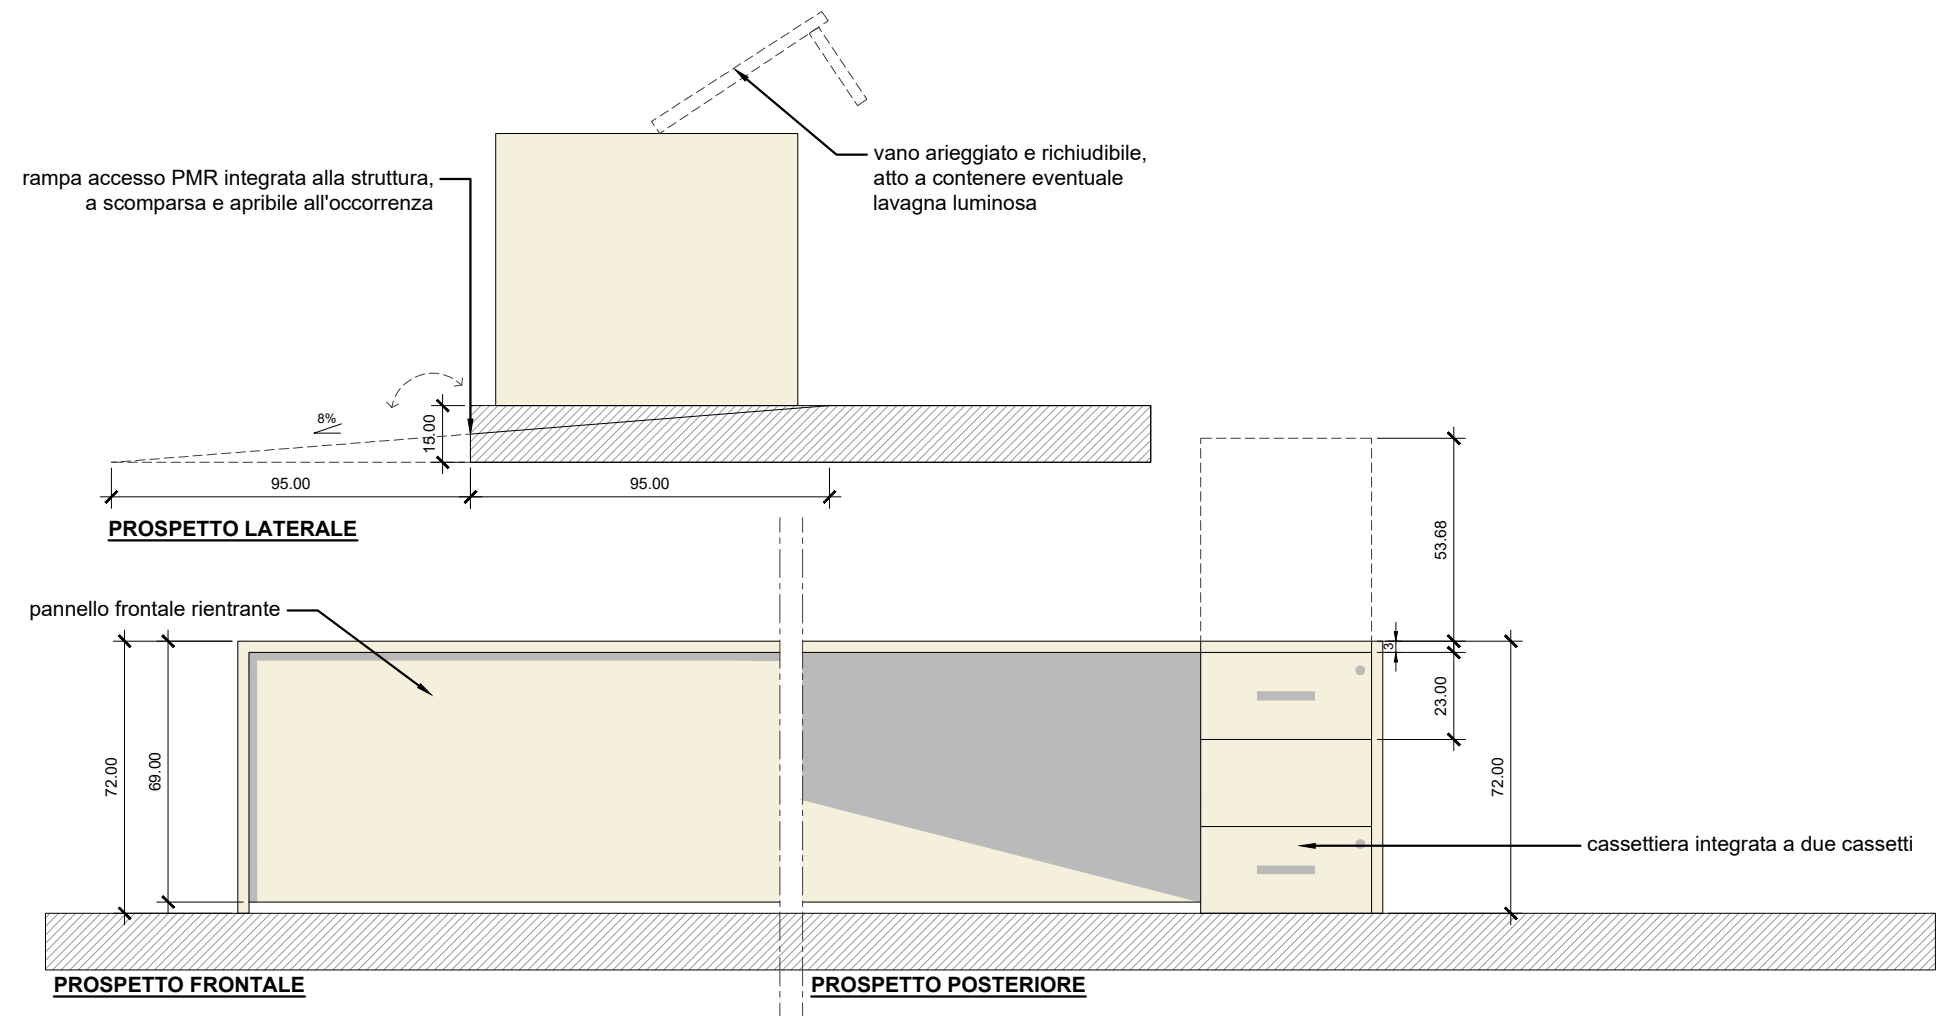 rampa accesso PMR integrata alla struttura,
a scomparsa e apribile all'occorrenza
vano arieggiato e richiudibile,
atto a contenere eventuale
lavagna luminosa
8%
15.00
95.00
95.00
PROSPETTO LATERALE
53.68
pannello frontale rientrante
3
23.00
72.00
69.00
72.00
cassettiera integrata a due cassetti
PROSPETTO FRONTALE
PROSPETTO POSTERIORE